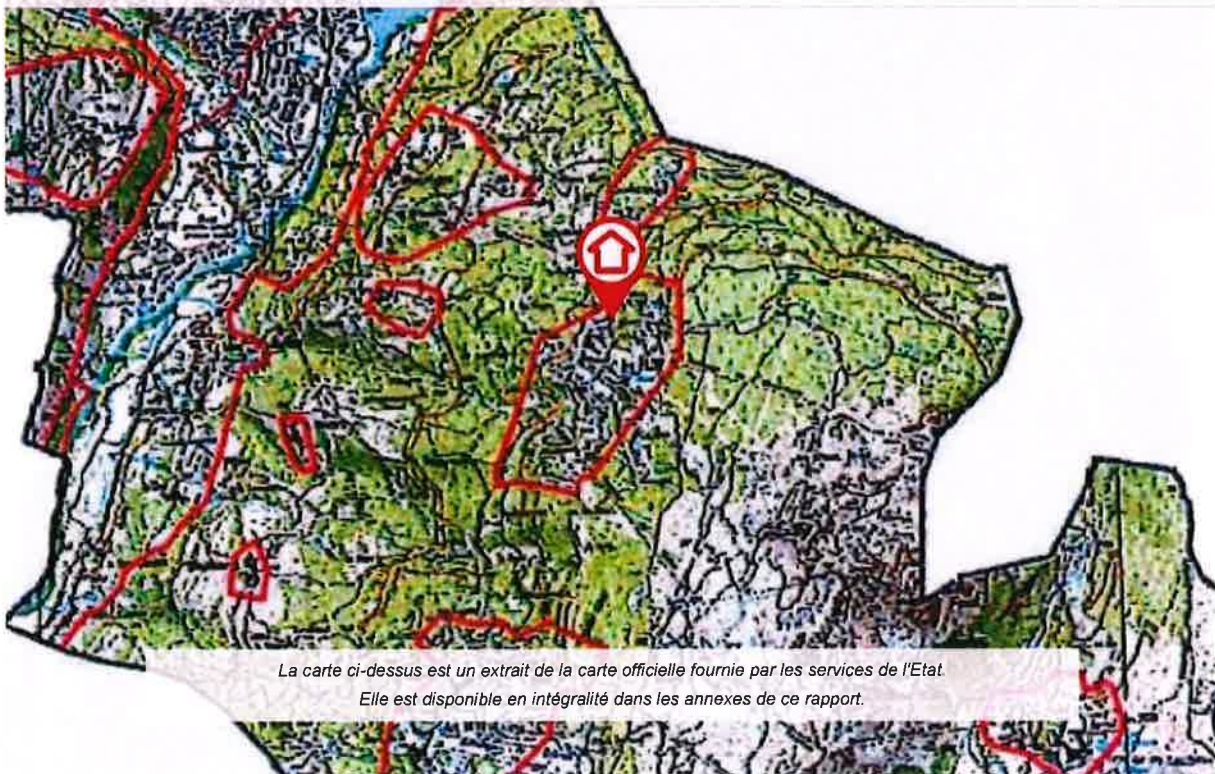 La carte ci-dessus est un extrait de la carte officielle fournie par les services de l'Etat.
Elle est disponible en intégralité dans les annexes de ce rapport.